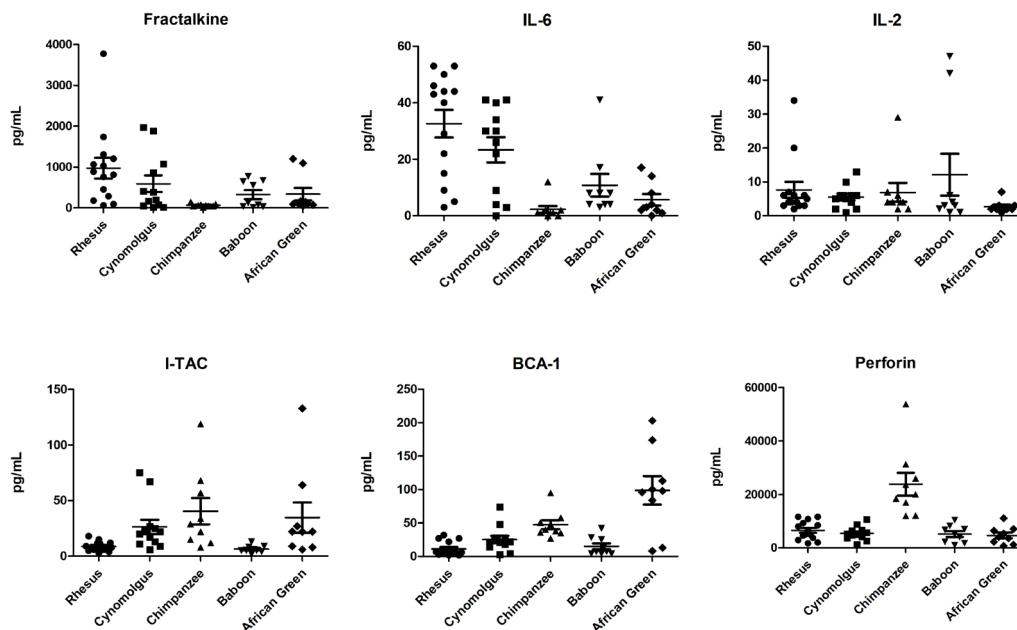 Fractalkine
pg/mL
4000
3000
2000
1000
0
Rhesus
Cynomolgus
Chimpanzee
Baboon
African Green
IL-6
pg/mL
60
40
20
0
Rhesus
Cynomolgus
Chimpanzee
Baboon
African Green
IL-2
pg/mL
50
40
30
20
10
0
Rhesus
Cynomolgus
Chimpanzee
Baboon
African Green
I-TAC
pg/mL
150
100
50
0
Rhesus
Cynomolgus
Chimpanzee
Baboon
African Green
BCA-1
pg/mL
250
200
150
100
50
0
Rhesus
Cynomolgus
Chimpanzee
Baboon
African Green
Perforin
pg/mL
60000
40000
20000
0
Rhesus
Cynomolgus
Chimpanzee
Baboon
African Green